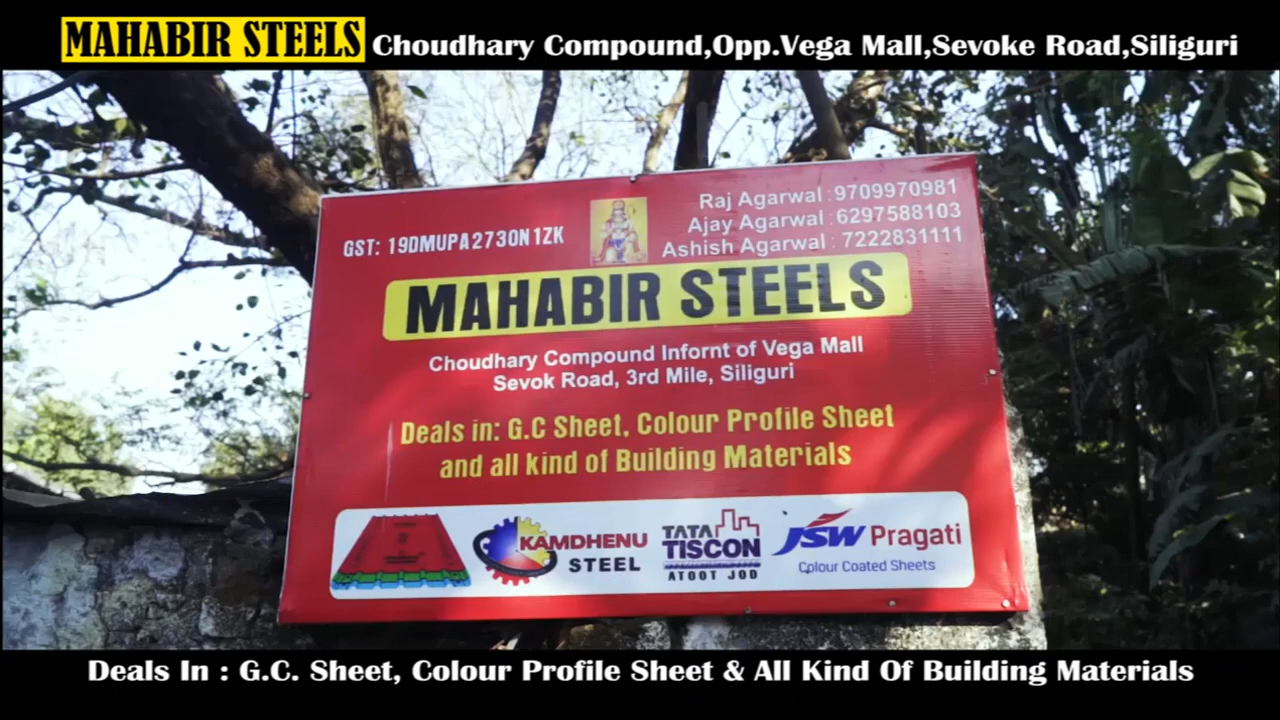 MAHABIR STEELS Choudhary Compound,Opp.Vega Mall,Sevoke Road,Siliguri
GST: 19DMUPA2730N1ZK
Raj Agarwal : 9709970981
Ajay Agarwal : 6297588103
Ashish Agarwal : 7222831111
MAHABIR STEELS
Choudhary Compound Infornt of Vega Mall
Sevok Road, 3rd Mile, Siliguri
Deals in: G.C Sheet, Colour Profile Sheet
and all kind of Building Materials
KAMDHENU
STEEL
TATA
TISCON
ATOOT JOD
JSW Pragati
Colour Coated Sheets
Deals In : G.C. Sheet, Colour Profile Sheet & All Kind Of Building Materials